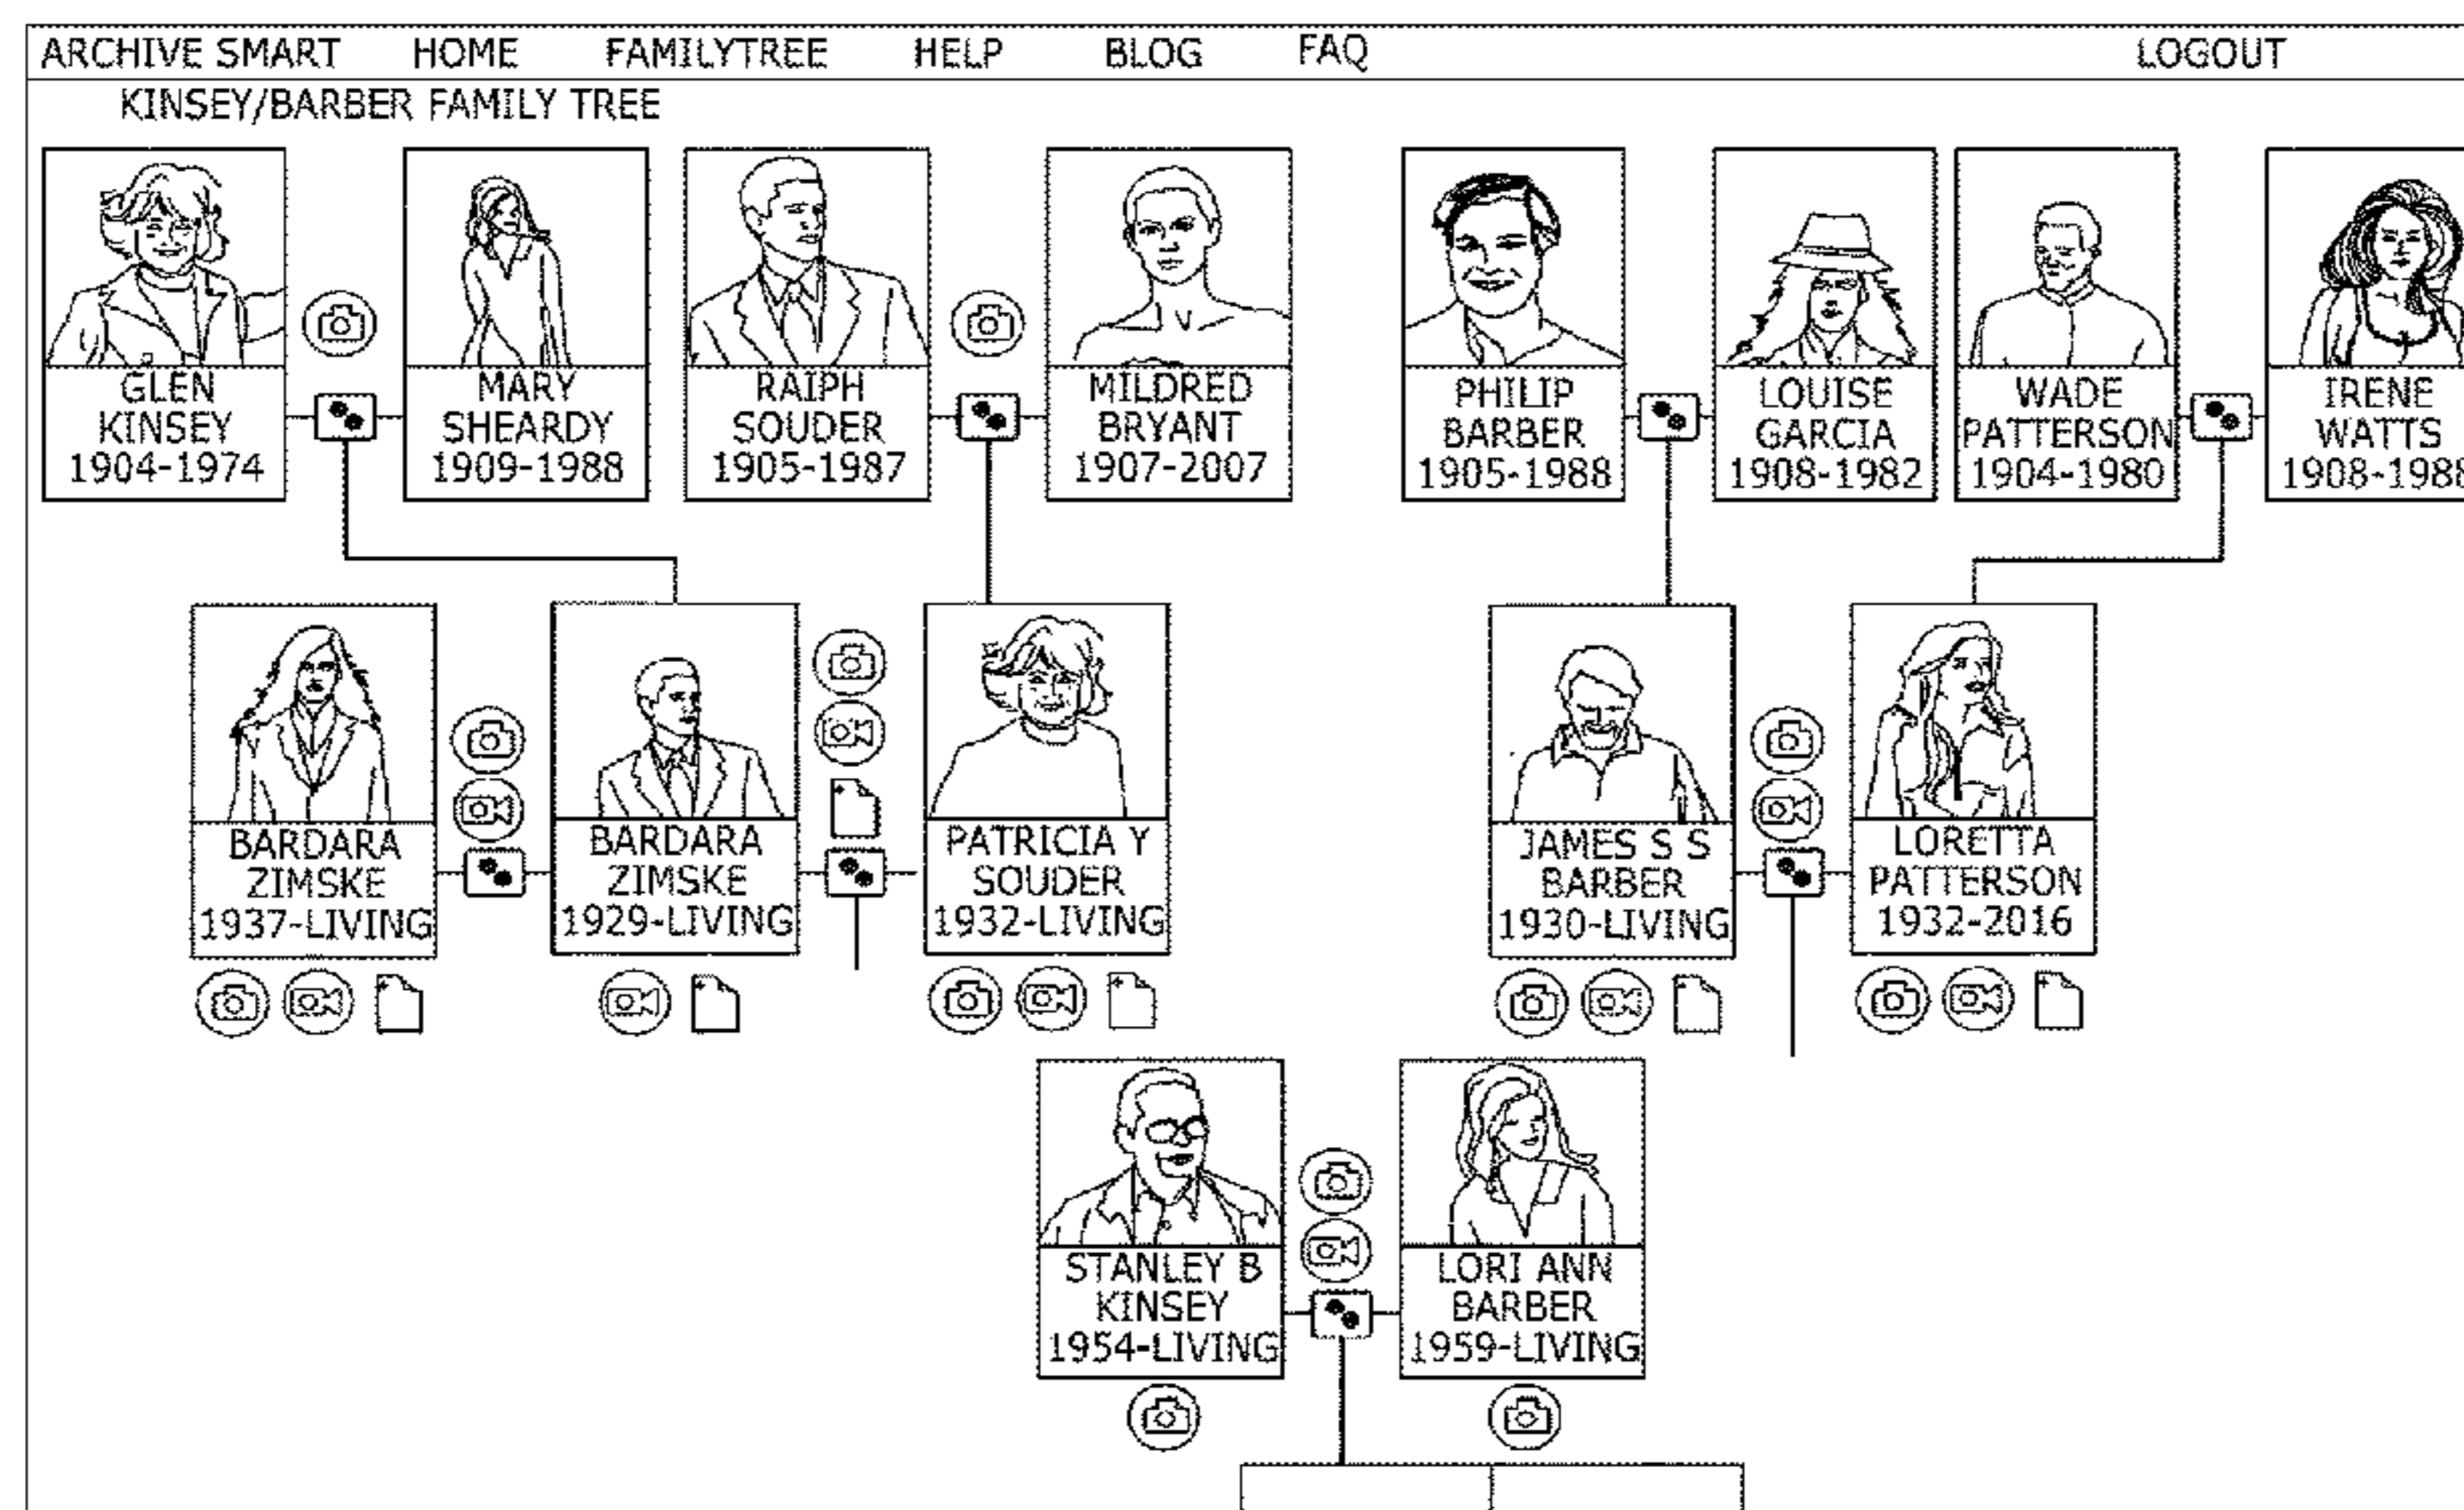 ARCHIVE SMART HOME FAMILYTREE HELP BLOG FAQ LOGOUT
KINSEY/BARBER FAMILY TREE
GLEN
KINSEY
1904-1974
MARY
SHEARDY
1909-1988
RAIPH
SOUDER
1905-1987
MILDRED
BRYANT
1907-2007
PHILIP
BARBER
1905-1988
LOUISE
GARCIA
1908-1982
WADE
PATTERSON
1904-1980
IRENE
WATTS
1908-1988
BARDARA
ZIMSKE
1937-LIVING
BARDARA
ZIMSKE
1929-LIVING
PATRICIA Y
SOUDER
1932-LIVING
JAMES S S
BARBER
1930-LIVING
LORETTA
PATTERSON
1932-2016
STANLEY B
KINSEY
1954-LIVING
LORI ANN
BARBER
1959-LIVING